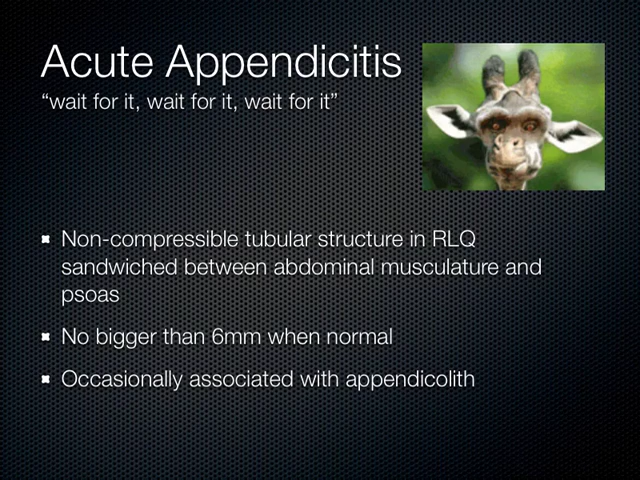 Acute Appendicitis
“wait for it, wait for it, wait for it”
Non-compressible tubular structure in RLQ
sandwiched between abdominal musculature and
psoas
No bigger than 6mm when normal
Occasionally associated with appendicolith